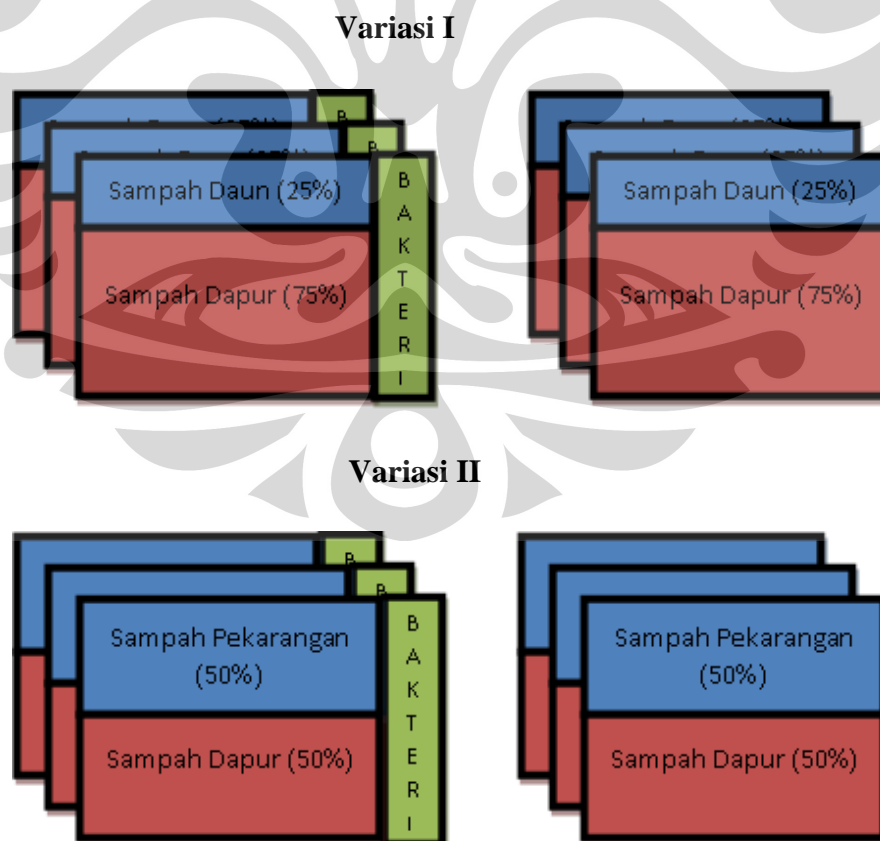 Variasi I
B
B
Sampah Daun (25%)
Sampah Dapur (75%)
B
A
K
T
E
R
I
Sampah Daun (25%)
Sampah Dapur (75%)
Variasi II
B
B
Sampah Pekarangan
(50%)
Sampah Dapur (50%)
B
A
K
T
E
R
I
Sampah Pekarangan
(50%)
Sampah Dapur (50%)